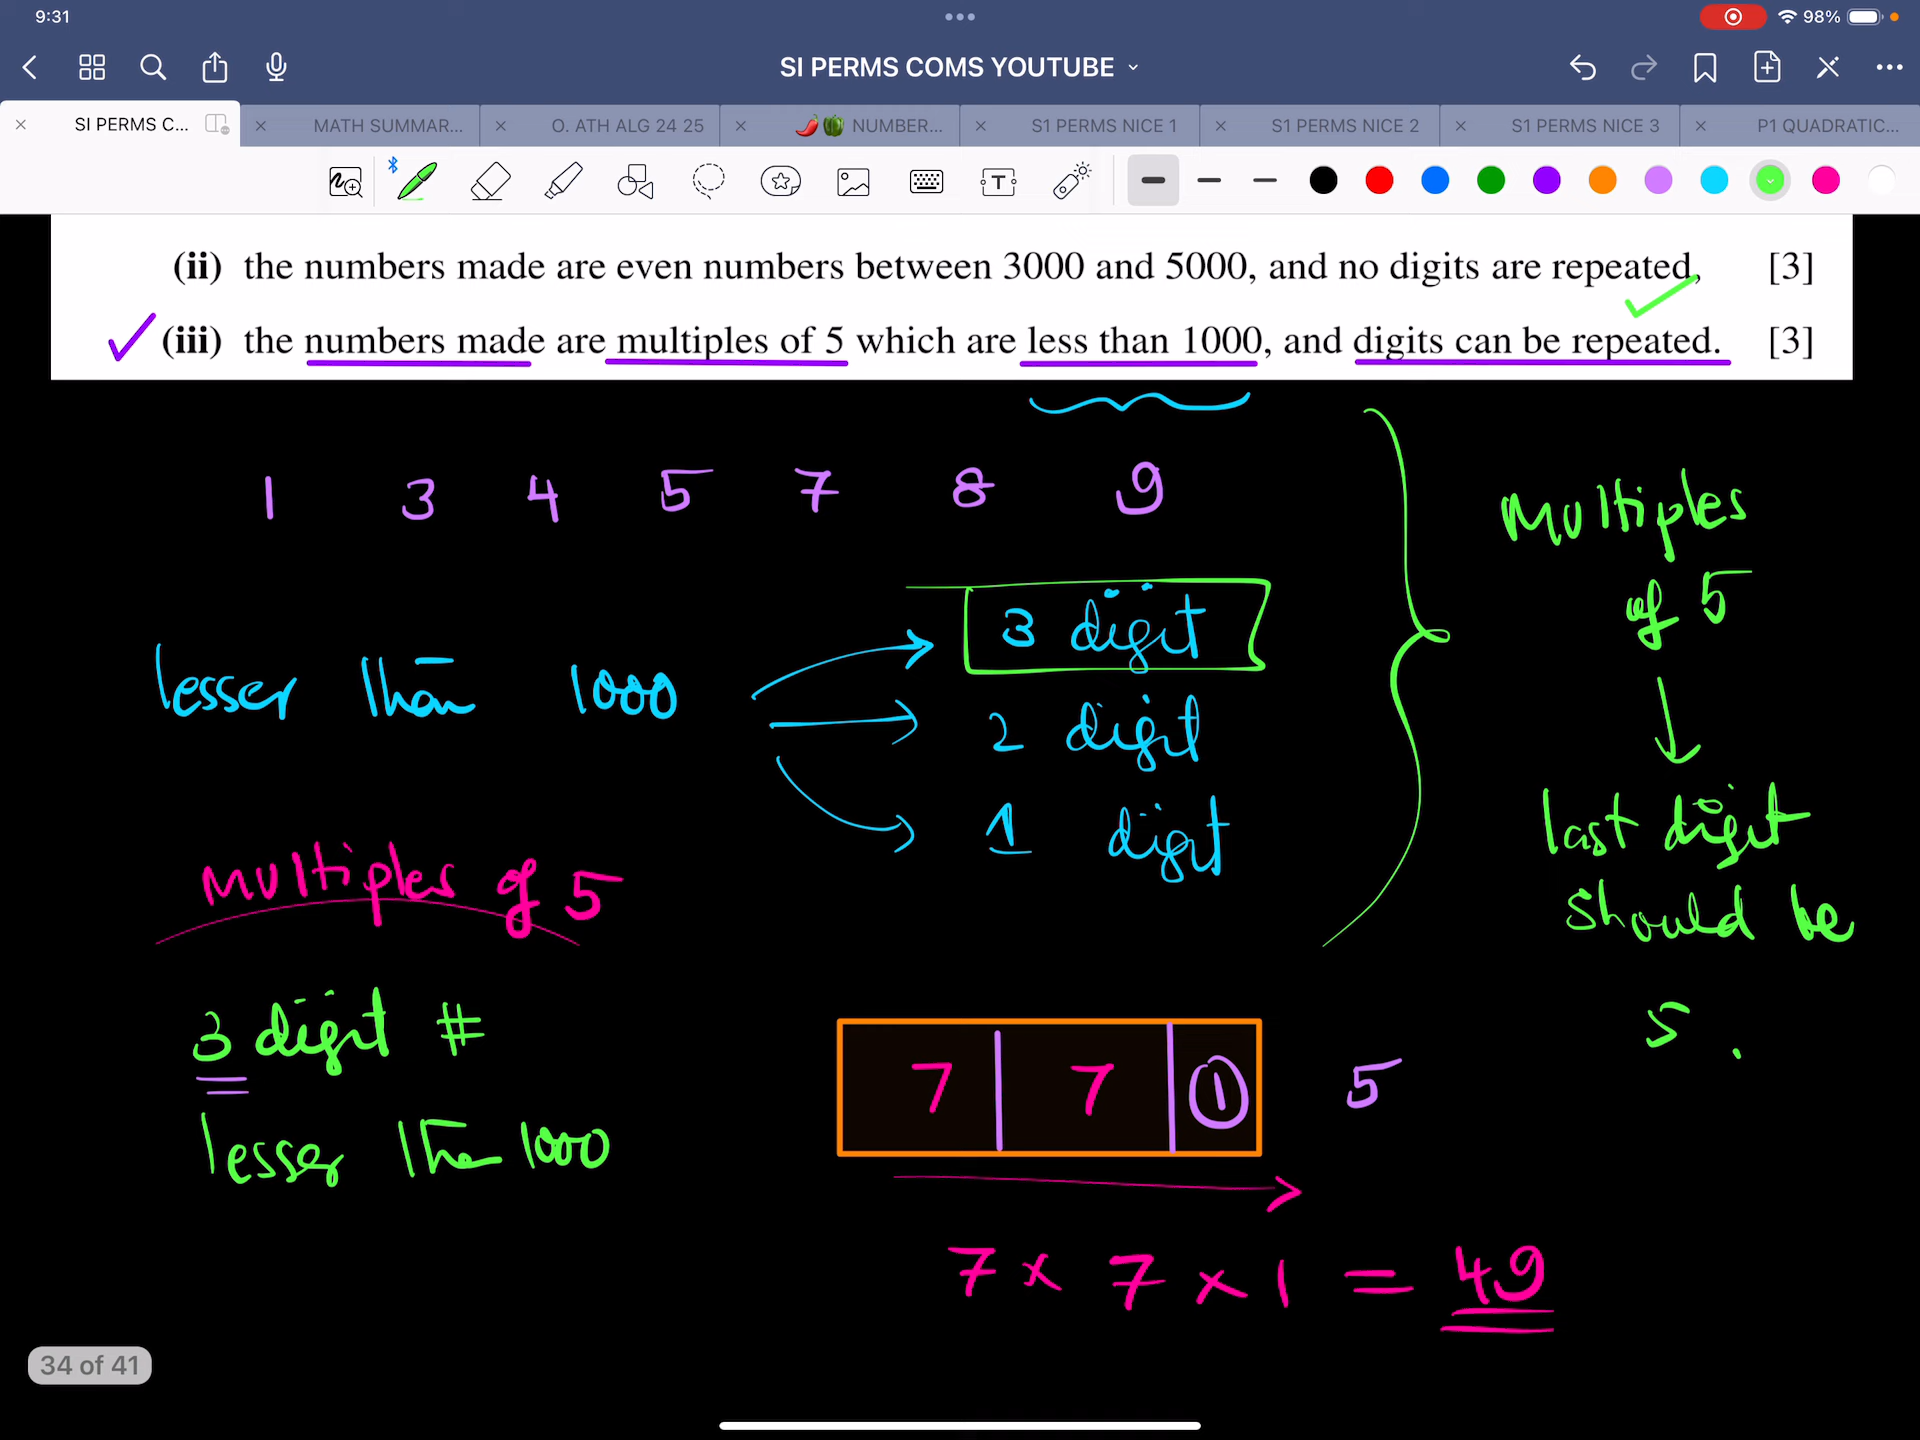 9:31
98%
SI PERMS COMS YOUTUBE
SI PERMS C...
MATH SUMMAR...
O. ATH ALG 24 25
🌶️🫑 NUMBER...
S1 PERMS NICE 1
S1 PERMS NICE 2
S1 PERMS NICE 3
P1 QUADRATIC...
(ii) the numbers made are even numbers between 3000 and 5000, and no digits are repeated, [3]
(iii) the numbers made are multiples of 5 which are less than 1000, and digits can be repeated. [3]
1 3 4 5 7 8 9
lesser than 1000
3 digit
2 digit
1 digit
Multiples
of 5
last digit
should be
5.
Multiples of 5
3 digit #
lesser than 1000
7 7 1 5
7 × 7 × 1 = 49
34 of 41